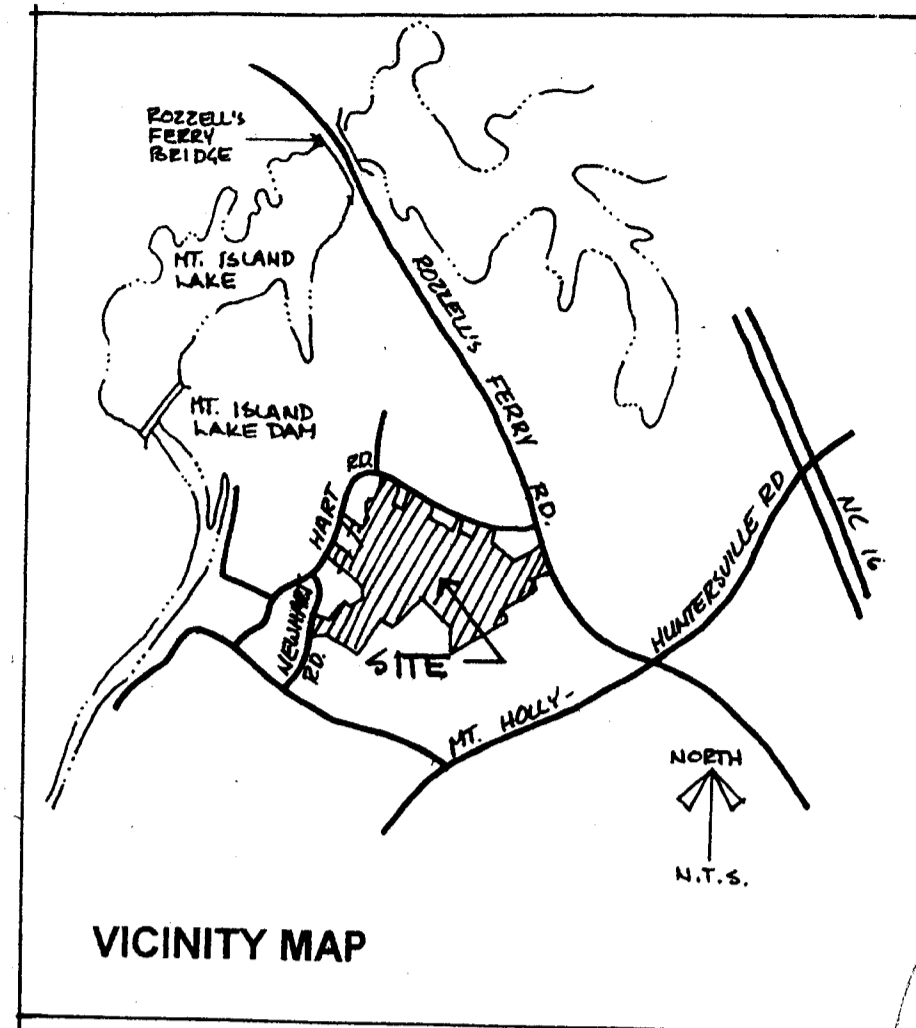 ROZZELL'S
FERRY
BRIDGE
MT. ISLAND
LAKE
ROZZELL'S FERRY RD.
MT. ISLAND
LAKE DAM
HART RD.
NC 16
NEWHART RD.
SITE
MT. HOLLY - HUNTERSVILLE RD
NORTH
N.T.S.
VICINITY MAP